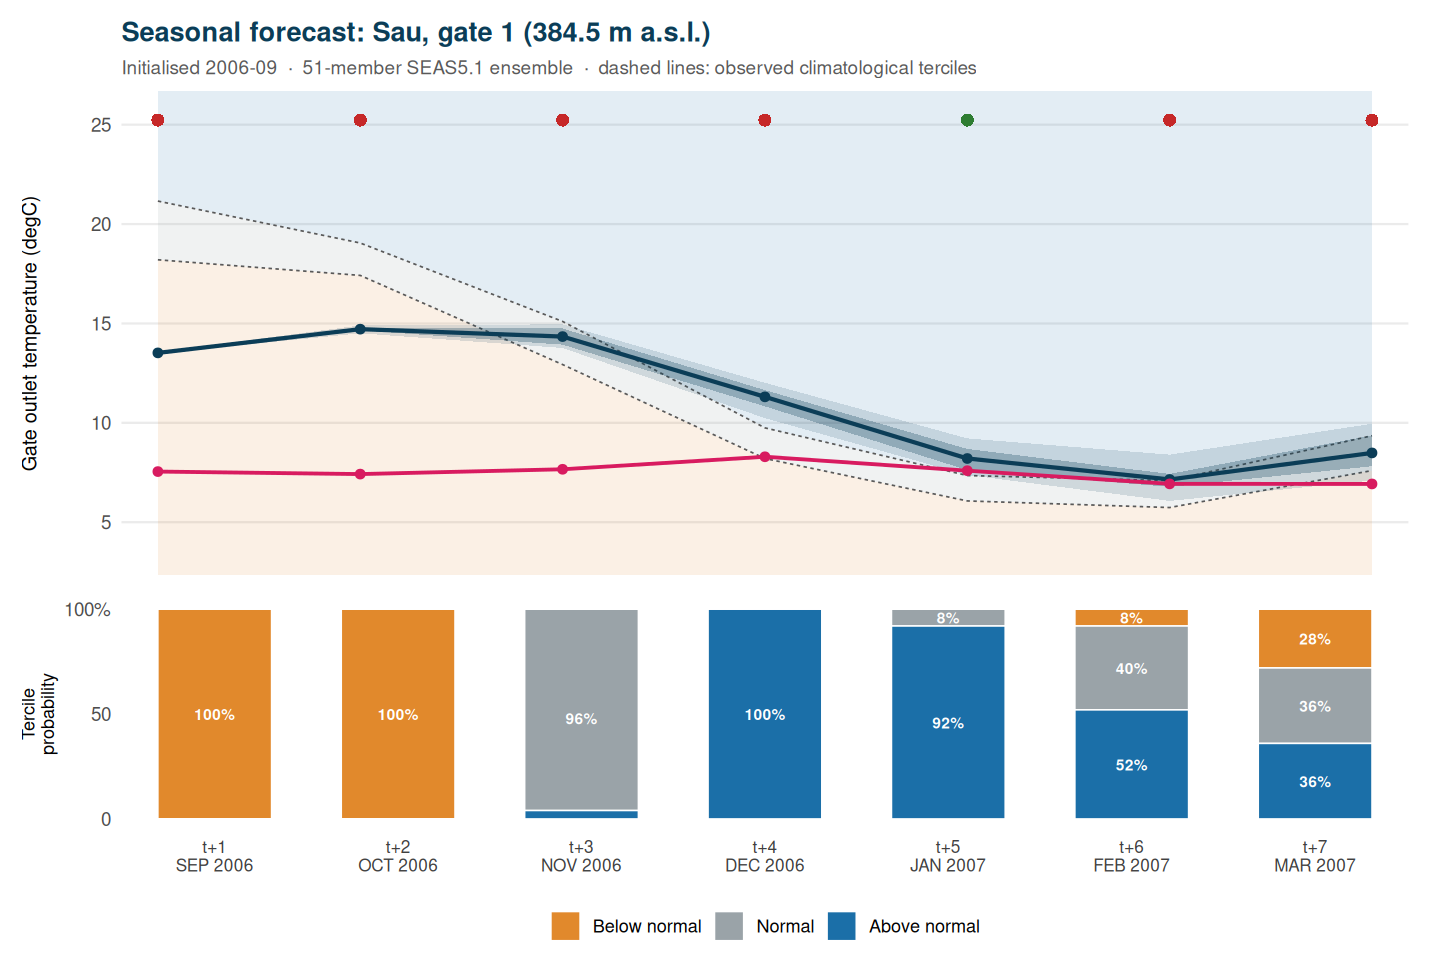 Seasonal forecast: Sau, gate 1 (384.5 m a.s.l.)
Initialised 2006-09 · 51-member SEAS5.1 ensemble · dashed lines: observed climatological terciles
Gate outlet temperature (degC)
25
20
15
10
5
Tercile
probability
100%
50
0
100%
100%
96%
100%
8%
92%
8%
40%
52%
28%
36%
36%
t+1
SEP 2006
t+2
OCT 2006
t+3
NOV 2006
t+4
DEC 2006
t+5
JAN 2007
t+6
FEB 2007
t+7
MAR 2007
Below normal
Normal
Above normal